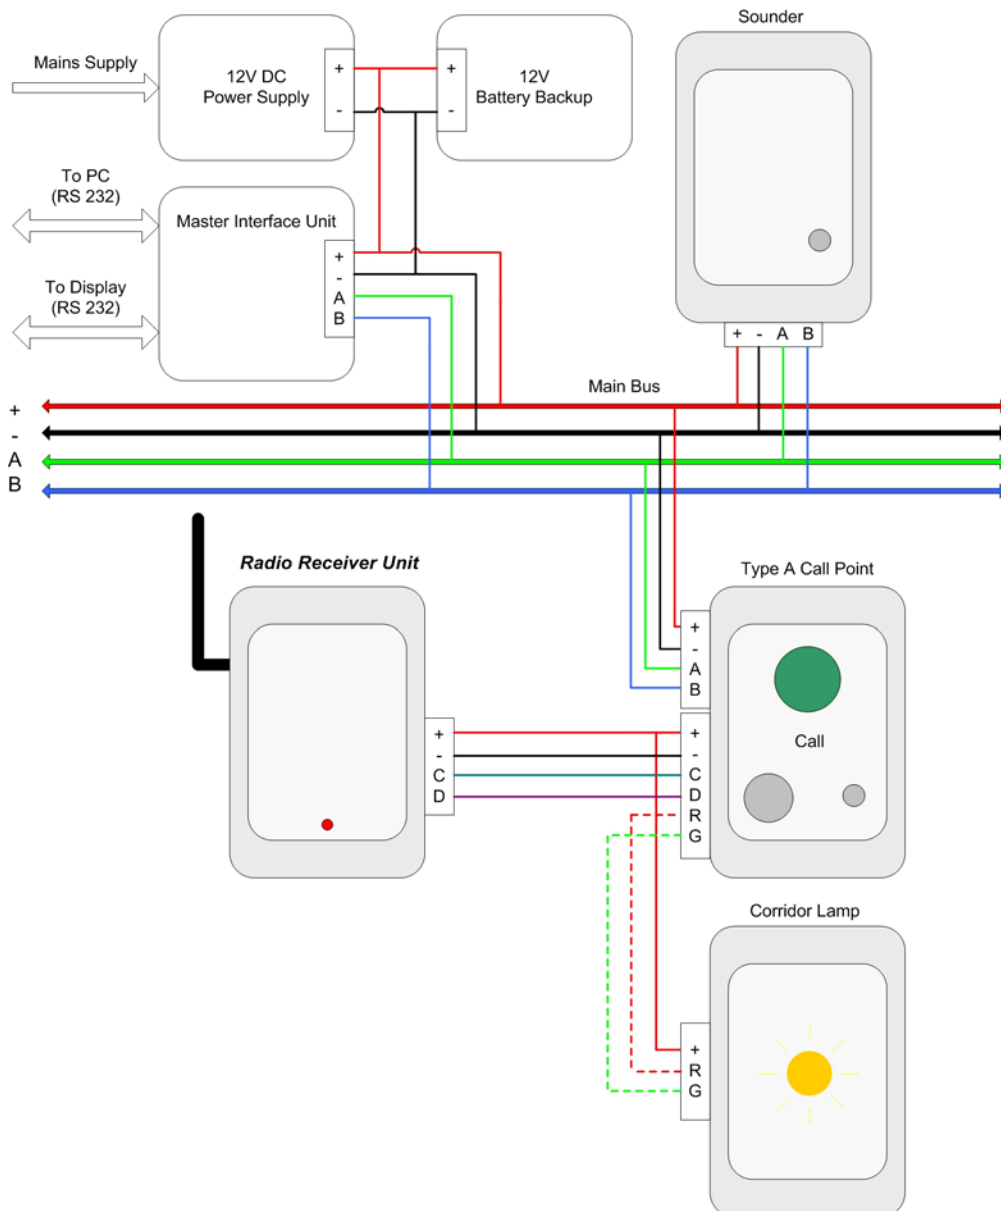 Sounder
Mains Supply
12V DC
Power Supply
+
-
+
-
12V
Battery Backup
To PC
(RS 232)
Master Interface Unit
To Display
(RS 232)
+
-
A
B
+ - A B
Main Bus
+
-
A
B
Radio Receiver Unit
Type A Call Point
+
-
A
B
Call
+
-
C
D
+
-
C
D
R
G
Corridor Lamp
+
R
G